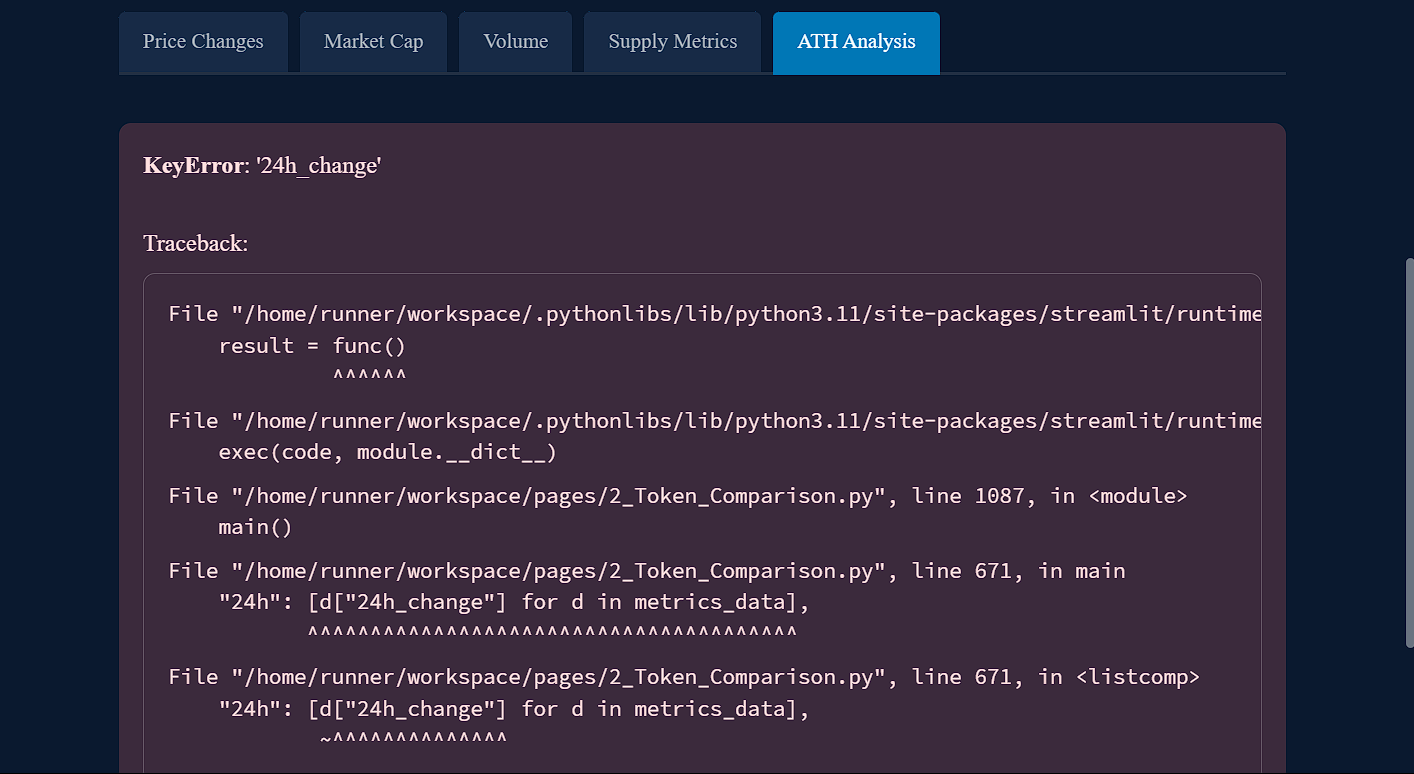 Price Changes Market Cap Volume Supply Metrics ATH Analysis
KeyError: '24h_change'
Traceback:
File "/home/runner/workspace/.pythonlibs/lib/python3.11/site-packages/streamlit/runtime
result = func()
^^^^^^
File "/home/runner/workspace/.pythonlibs/lib/python3.11/site-packages/streamlit/runtime
exec(code, module.__dict__)
File "/home/runner/workspace/pages/2_Token_Comparison.py", line 1087, in <module>
main()
File "/home/runner/workspace/pages/2_Token_Comparison.py", line 671, in main
"24h": [d["24h_change"] for d in metrics_data],
^^^^^^^^^^^^^^^^^^^^^^^^^^^^^^^^^^^^^^^
File "/home/runner/workspace/pages/2_Token_Comparison.py", line 671, in <listcomp>
"24h": [d["24h_change"] for d in metrics_data],
~^^^^^^^^^^^^^^